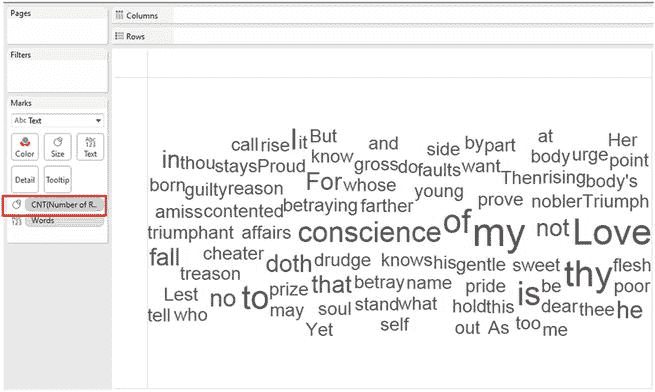 Pages
Columns
Rows
Filters
Marks
Abc Text
Color Size Text
Detail Tooltip
CNT(Number of R..
Words
call rise I it But and side by part at Her
in thou stays Proud know gross dof faults want body urge point
born guilty reason For whose young Then rising body's
amiss contented betraying farther prove nobler Triumph
triumphant affairs conscience of my not Love
fall cheater doth drudge knows his gentle sweet thy flesh
treason prize that betray name pride is be poor
Lest no to may soul stand what hold this dear thee he
tell who Yet self out As too me